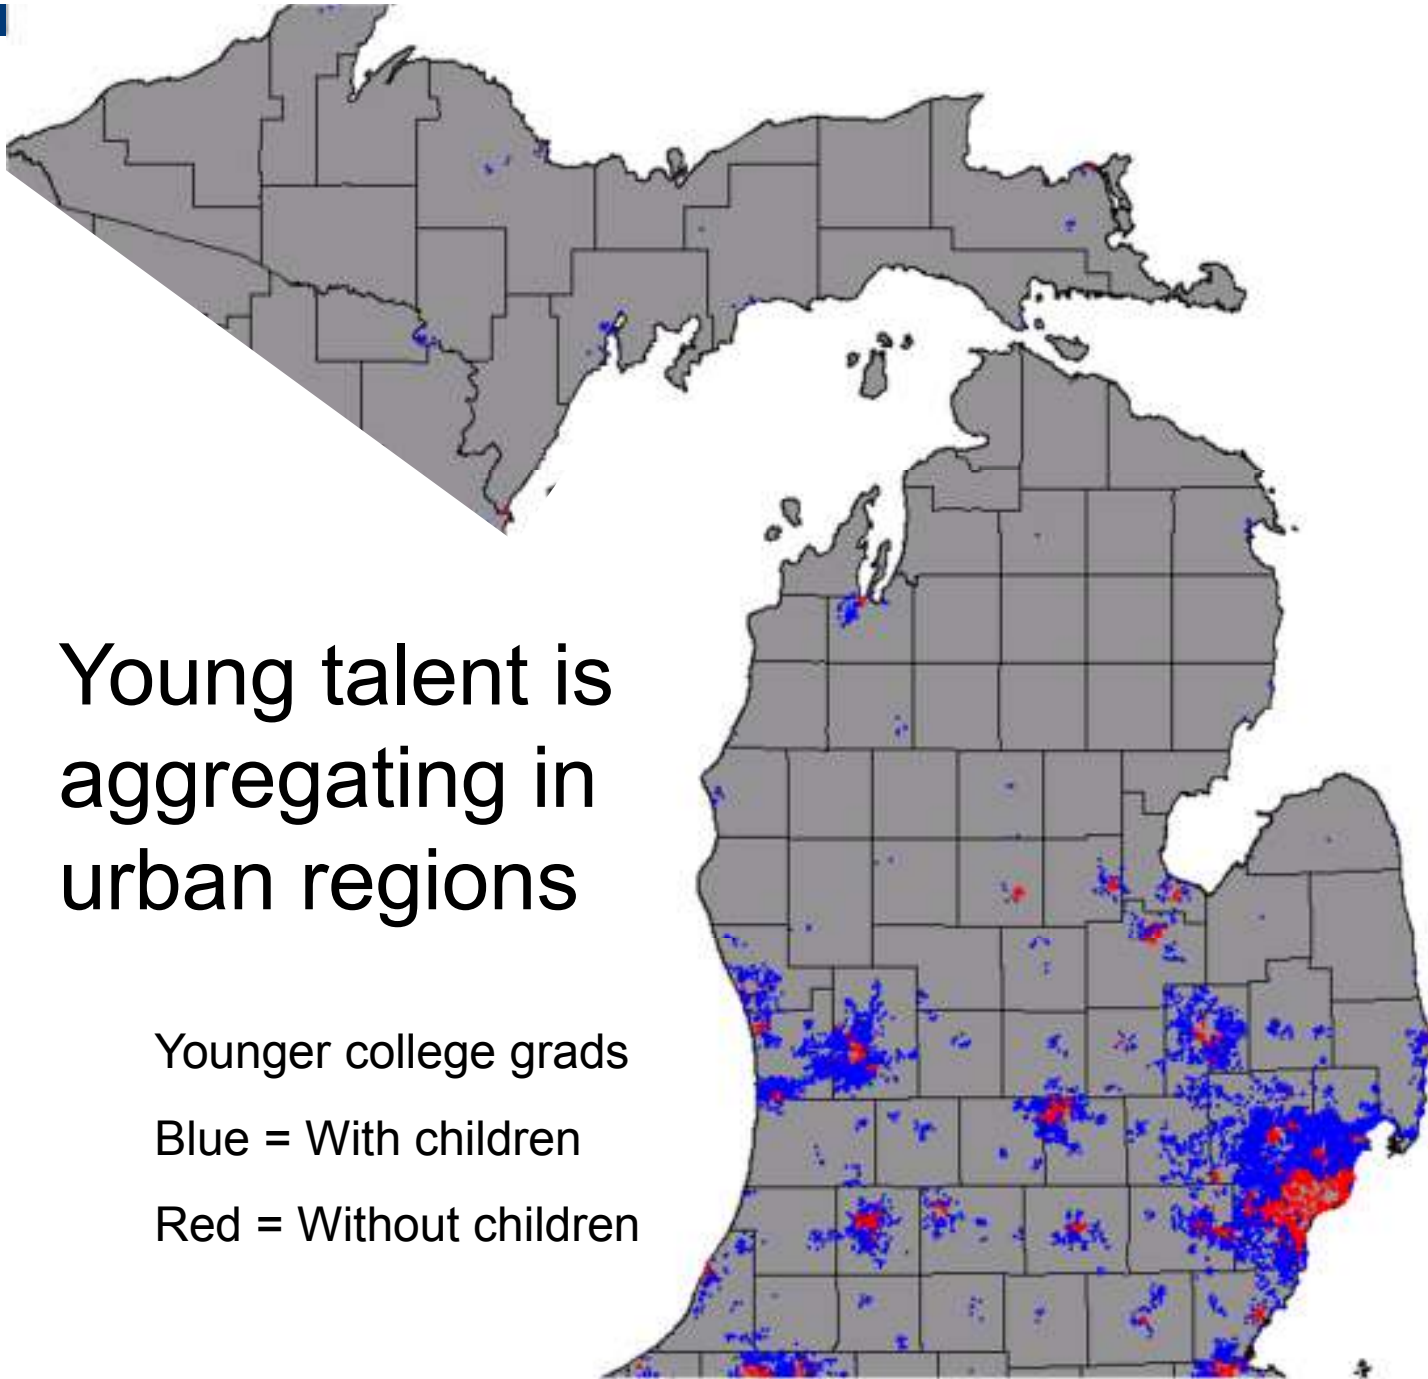 Young talent is
aggregating in
urban regions
Younger college grads
Blue = With children
Red = Without children